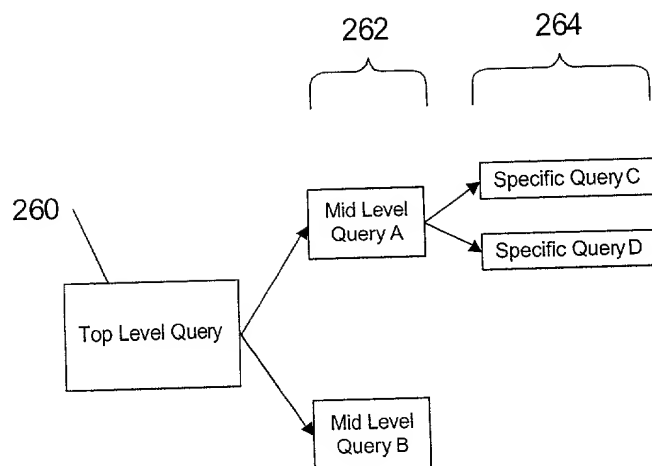 262
264
Specific Query C
260
Mid Level
Query A
Specific Query D
Top Level Query
Mid Level
Query B